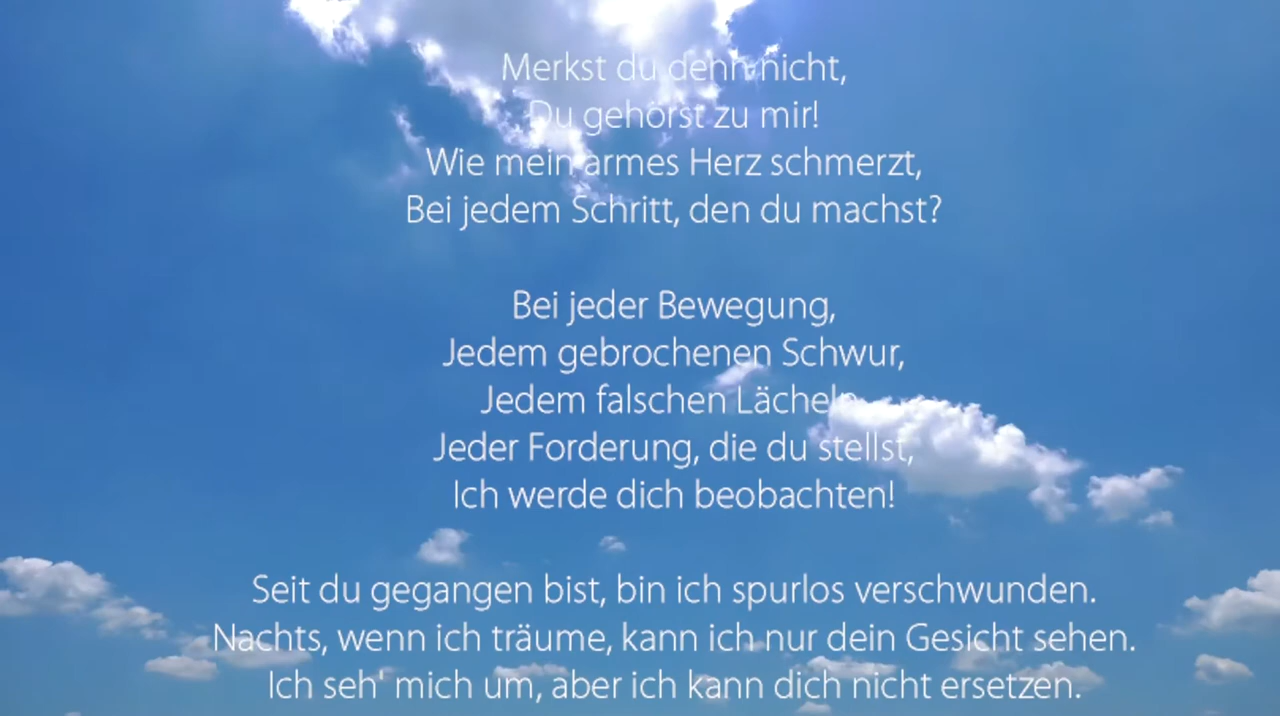 Merkst du denn nicht,
Du gehörst zu mir!
Wie mein armes Herz schmerzt,
Bei jedem Schritt, den du machst?
Bei jeder Bewegung,
Jedem gebrochenen Schwur,
Jedem falschen Lächeln
Jeder Forderung, die du stellst,
Ich werde dich beobachten!
Seit du gegangen bist, bin ich spurlos verschwunden.
Nachts, wenn ich träume, kann ich nur dein Gesicht sehen.
Ich seh' mich um, aber ich kann dich nicht ersetzen.